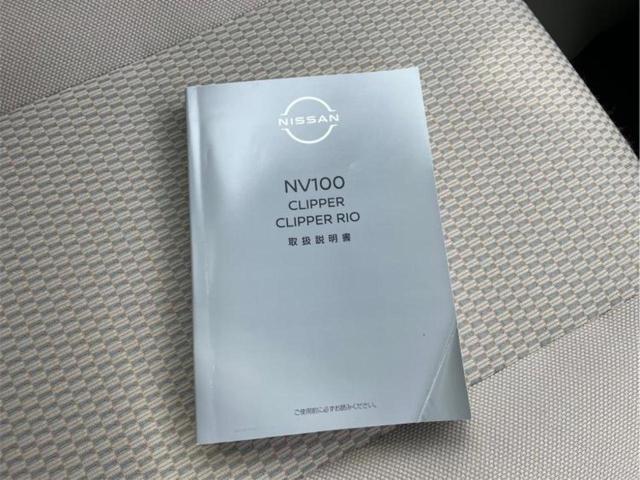 NISSAN
NV100
CLIPPER
CLIPPER RIO
取扱説明書
ご使用前に必ずお読みください。